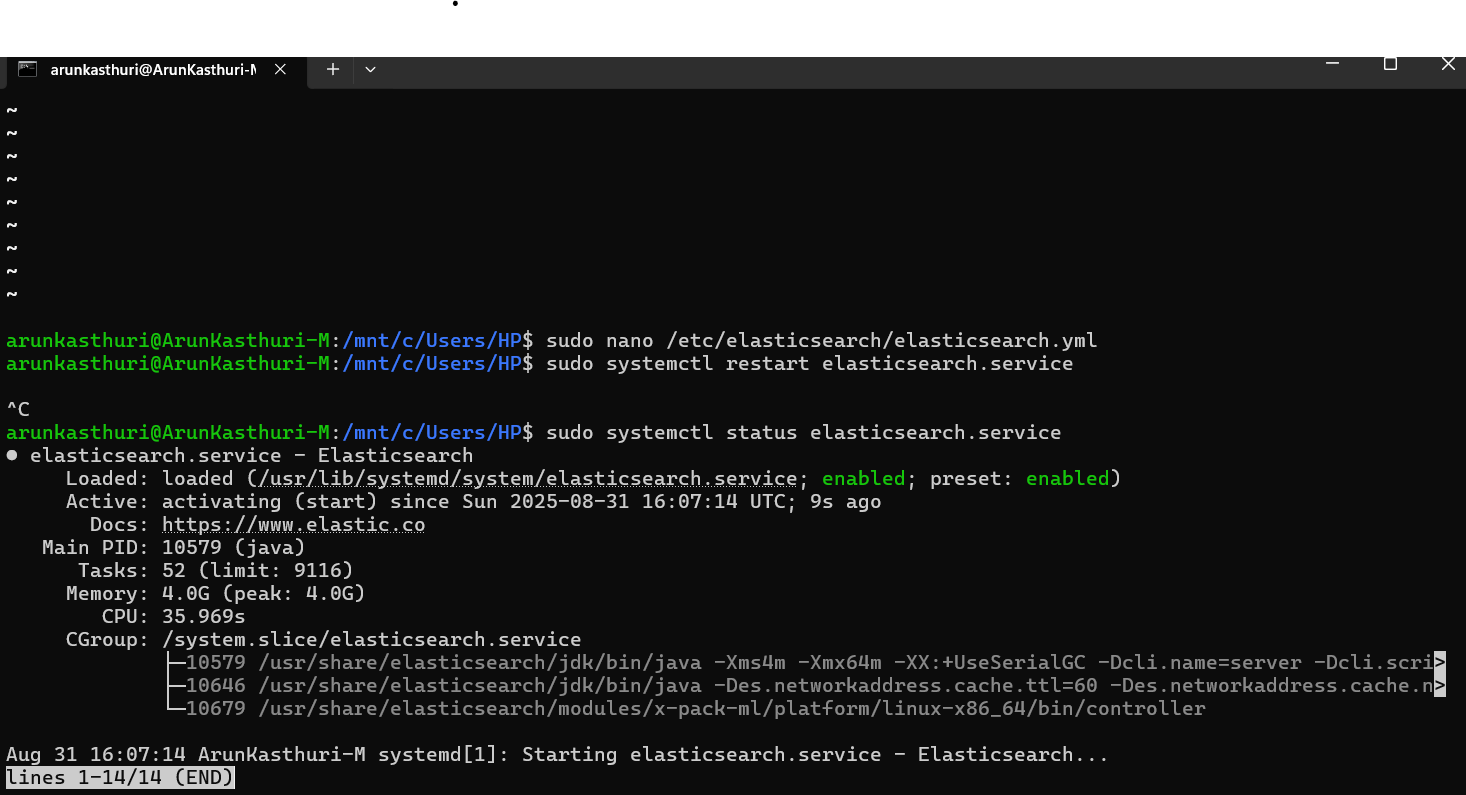 arunkasthuri@ArunKasthuri-M
~
~
~
~
~
~
~
~
~
arunkasthuri@ArunKasthuri-M:/mnt/c/Users/HP$ sudo nano /etc/elasticsearch/elasticsearch.yml
arunkasthuri@ArunKasthuri-M:/mnt/c/Users/HP$ sudo systemctl restart elasticsearch.service
^C
arunkasthuri@ArunKasthuri-M:/mnt/c/Users/HP$ sudo systemctl status elasticsearch.service
● elasticsearch.service - Elasticsearch
Loaded: loaded (/usr/lib/systemd/system/elasticsearch.service; enabled; preset: enabled)
Active: activating (start) since Sun 2025-08-31 16:07:14 UTC; 9s ago
Docs: https://www.elastic.co
Main PID: 10579 (java)
Tasks: 52 (limit: 9116)
Memory: 4.0G (peak: 4.0G)
CPU: 35.969s
CGroup: /system.slice/elasticsearch.service
├─10579 /usr/share/elasticsearch/jdk/bin/java -Xms4m -Xmx64m -XX:+UseSerialGC -Dcli.name=server -Dcli.scri>
├─10646 /usr/share/elasticsearch/jdk/bin/java -Des.networkaddress.cache.ttl=60 -Des.networkaddress.cache.n>
└─10679 /usr/share/elasticsearch/modules/x-pack-ml/platform/linux-x86_64/bin/controller
Aug 31 16:07:14 ArunKasthuri-M systemd[1]: Starting elasticsearch.service - Elasticsearch...
lines 1-14/14 (END)